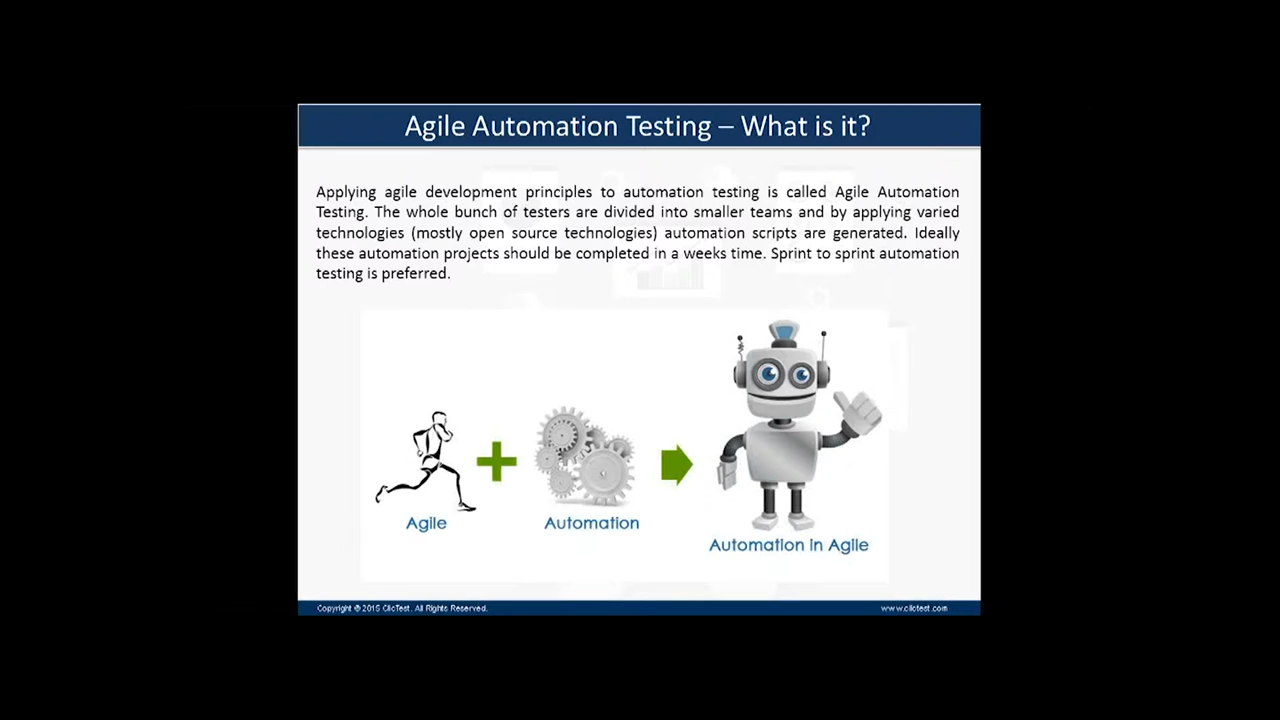 Agile Automation Testing – What is it?
Applying agile development principles to automation testing is called Agile Automation
Testing. The whole bunch of testers are divided into smaller teams and by applying varied
technologies (mostly open source technologies) automation scripts are generated. Ideally
these automation projects should be completed in a weeks time. Sprint to sprint automation
testing is preferred.
Agile
Automation
Automation in Agile
Copyright © 2015 ClicTest. All Rights Reserved.
www.clictest.com